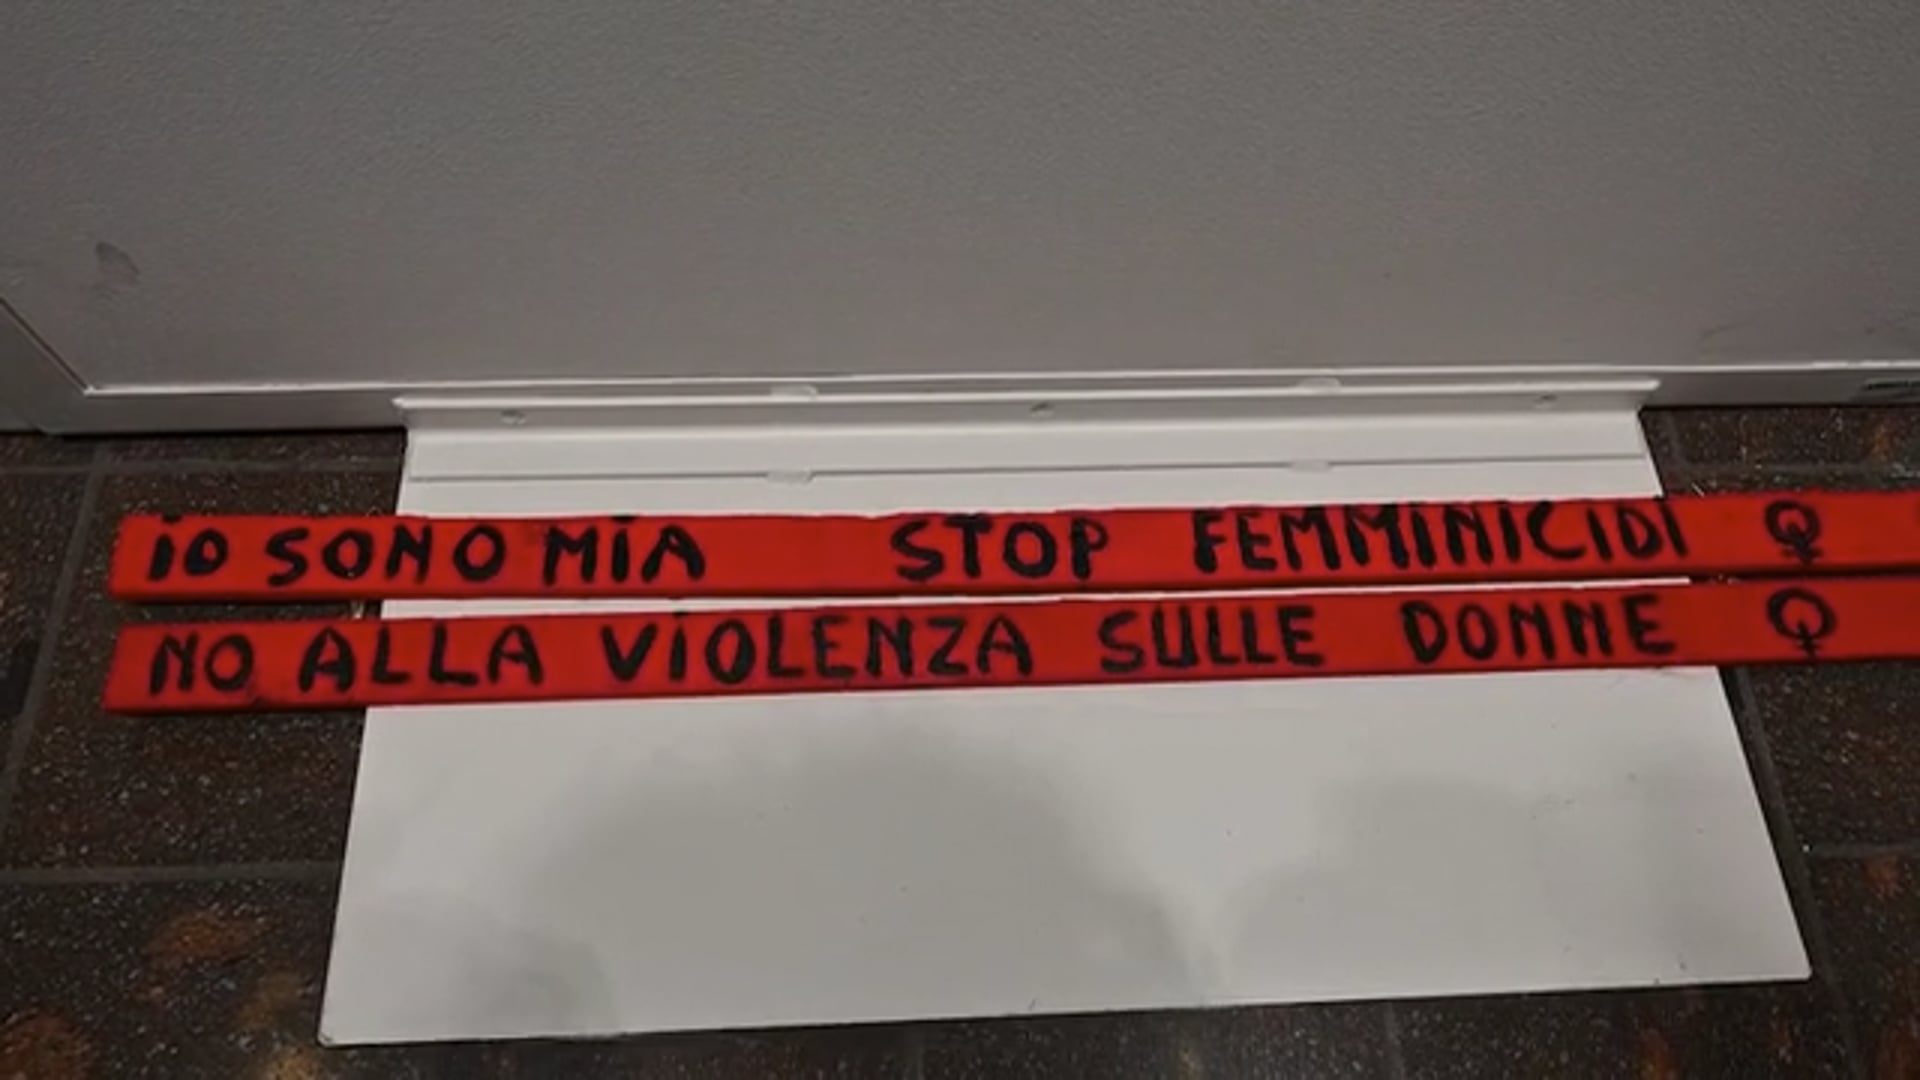 iO SONO MiA STOP FEMMINICIDI ♀
NO ALLA ViOLENZA SULLE DONNE ♀